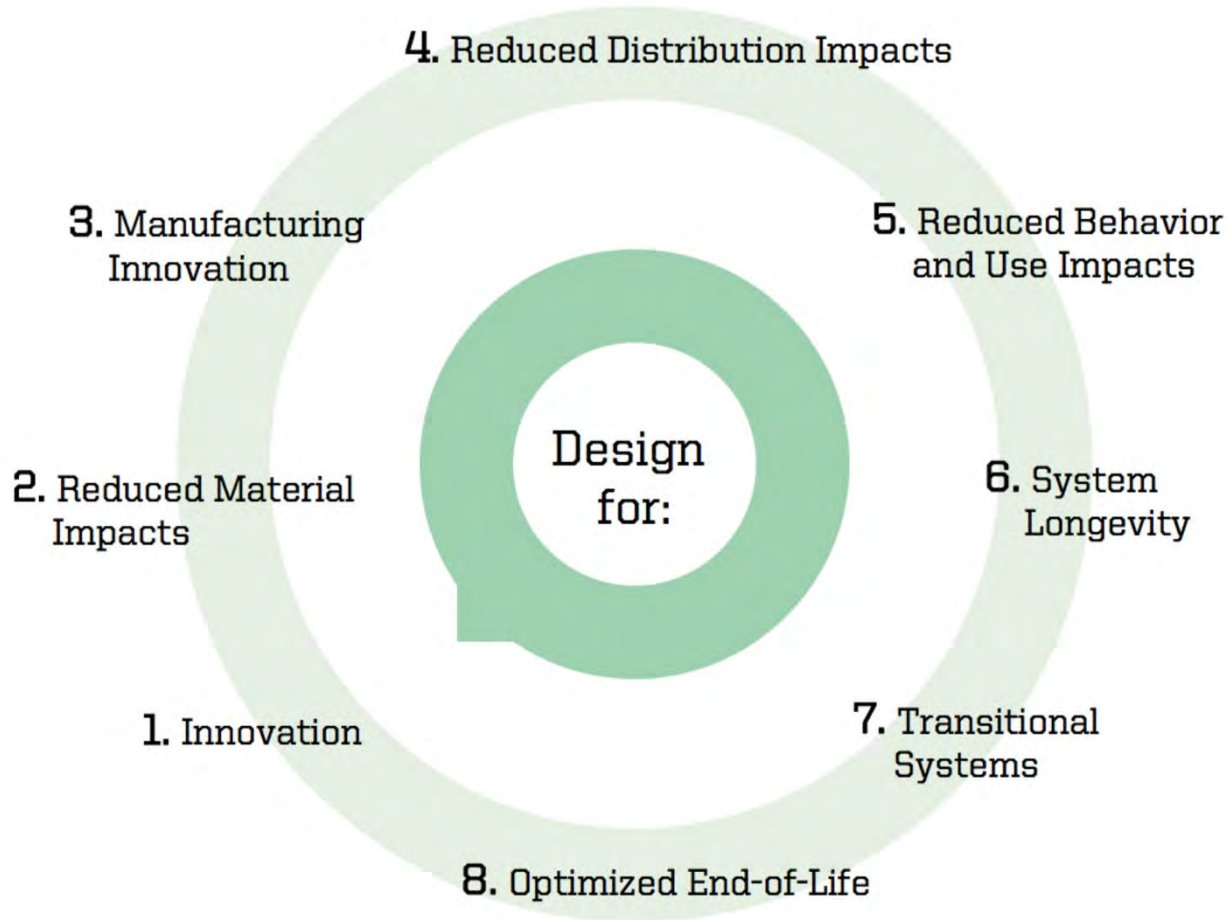 4. Reduced Distribution Impacts
3. Manufacturing
Innovation
5. Reduced Behavior
and Use Impacts
Design
for:
2. Reduced Material
Impacts
6. System
Longevity
1. Innovation
7. Transitional
Systems
8. Optimized End-of-Life